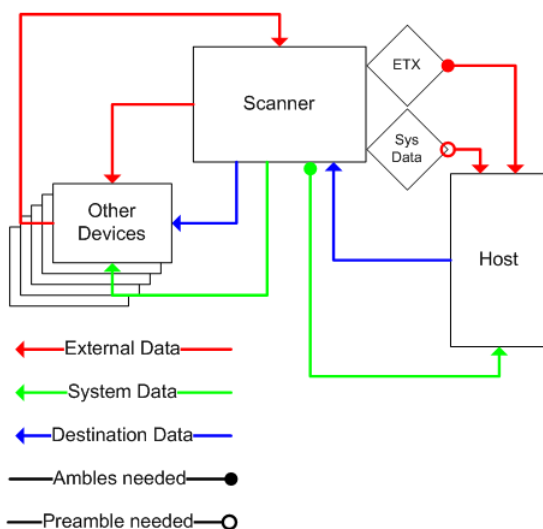 Scanner
ETX
Sys
Data
Other
Devices
Host
External Data
System Data
Destination Data
Ambles needed
Preamble needed